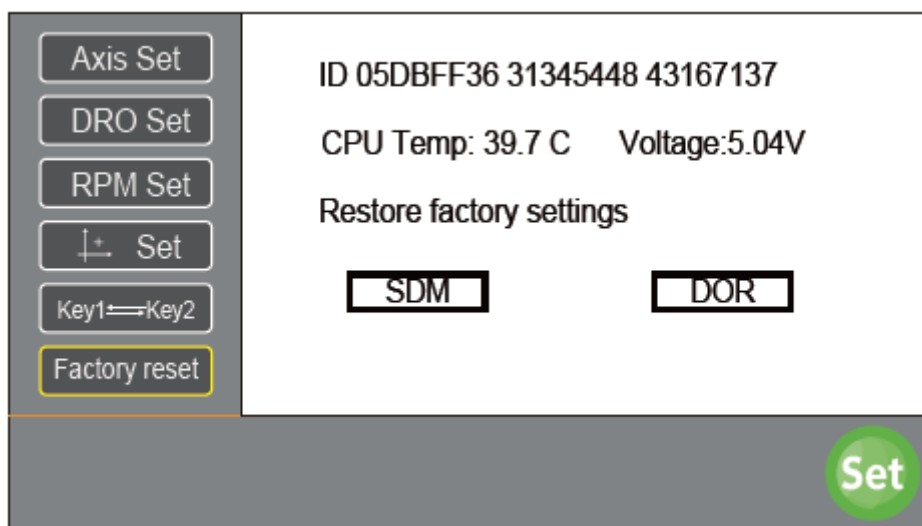 Axis Set
DRO Set
RPM Set
Set
Key1 Key2
Factory reset
ID 05DBFF36 31345448 43167137
CPU Temp: 39.7 C Voltage:5.04V
Restore factory settings
SDM DOR
Set